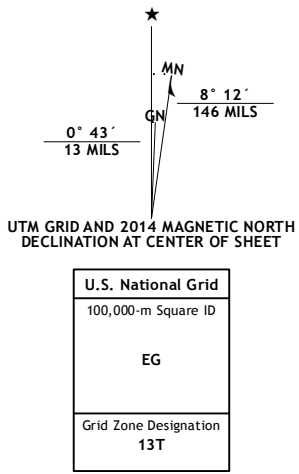 ★
MN
GN
8° 12´
146 MILS
0° 43´
13 MILS
UTM GRID AND 2014 MAGNETIC NORTH
DECLINATION AT CENTER OF SHEET
U.S. National Grid
100,000-m Square ID
EG
Grid Zone Designation
13T